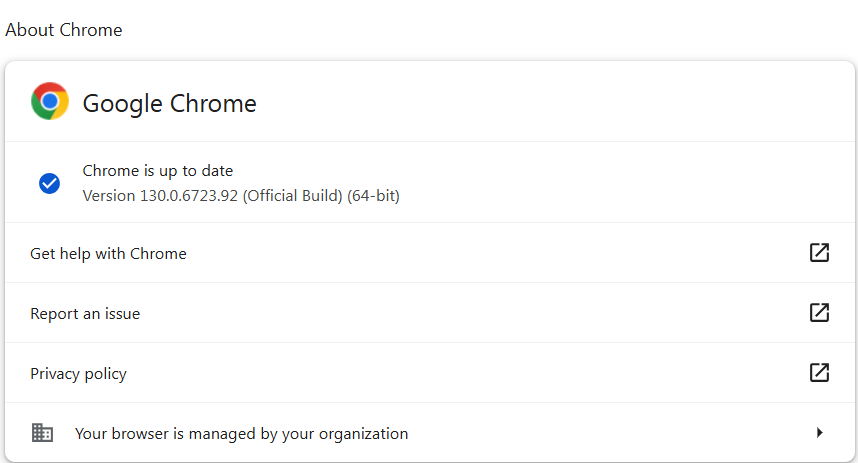 About Chrome
Google Chrome
Chrome is up to date
Version 130.0.6723.92 (Official Build) (64-bit)
Get help with Chrome
Report an issue
Privacy policy
Your browser is managed by your organization